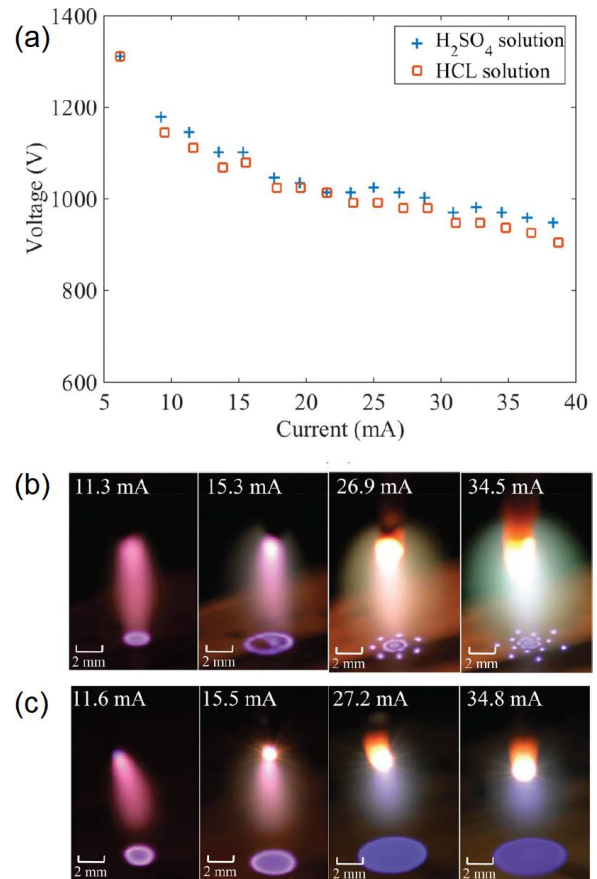 (a)
1400
H₂SO₄ solution
HCL solution
1200
Voltage (V)
1000
800
600
5 10 15 20 25 30 35 40
Current (mA)
(b)
11.3 mA 15.3 mA 26.9 mA 34.5 mA
2 mm 2 mm 2 mm 2 mm
(c)
11.6 mA 15.5 mA 27.2 mA 34.8 mA
2 mm 2 mm 2 mm 2 mm